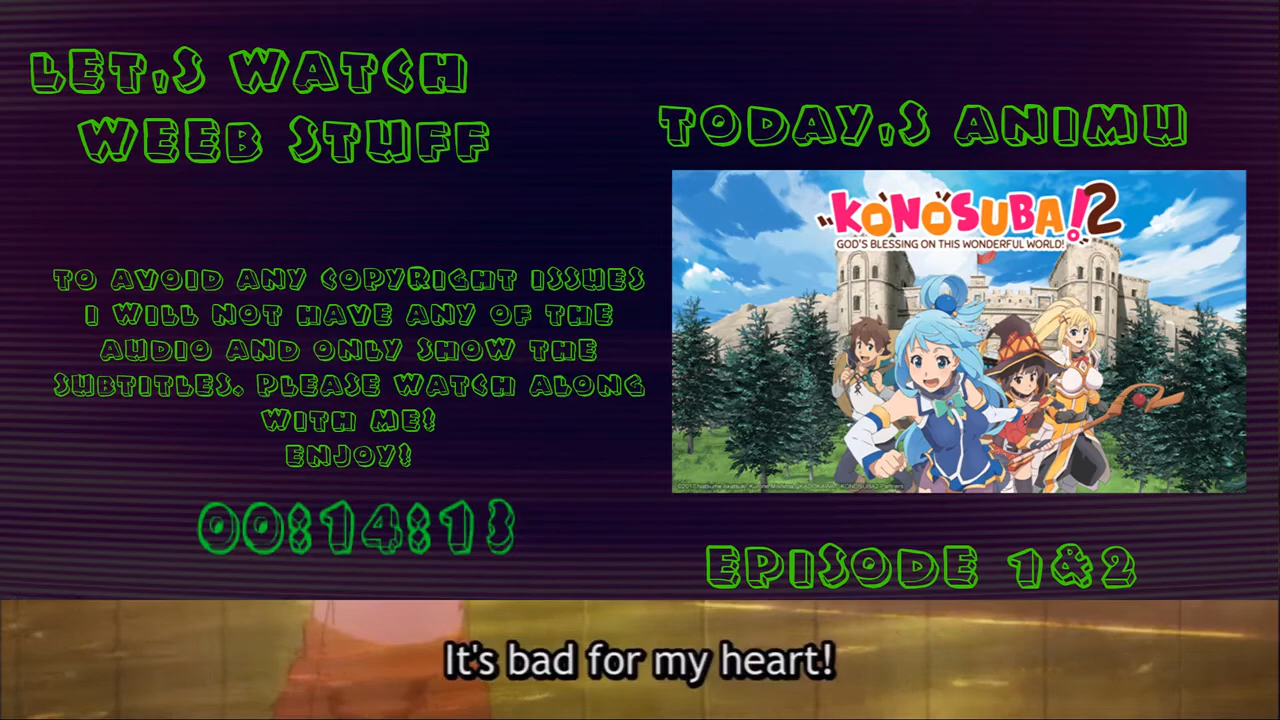 LET'S WATCH
WEEB STUFF
TODAY'S ANIMU
KONOSUBA!2
GOD'S BLESSING ON THIS WONDERFUL WORLD!
TO AVOID ANY COPYRIGHT ISSUES
I WILL NOT HAVE ANY OF THE
AUDIO AND ONLY SHOW THE
SUBTITLES. PLEASE WATCH ALONG
WITH ME!
ENJOY!
00:14:13
EPISODE 1&2
It's bad for my heart!